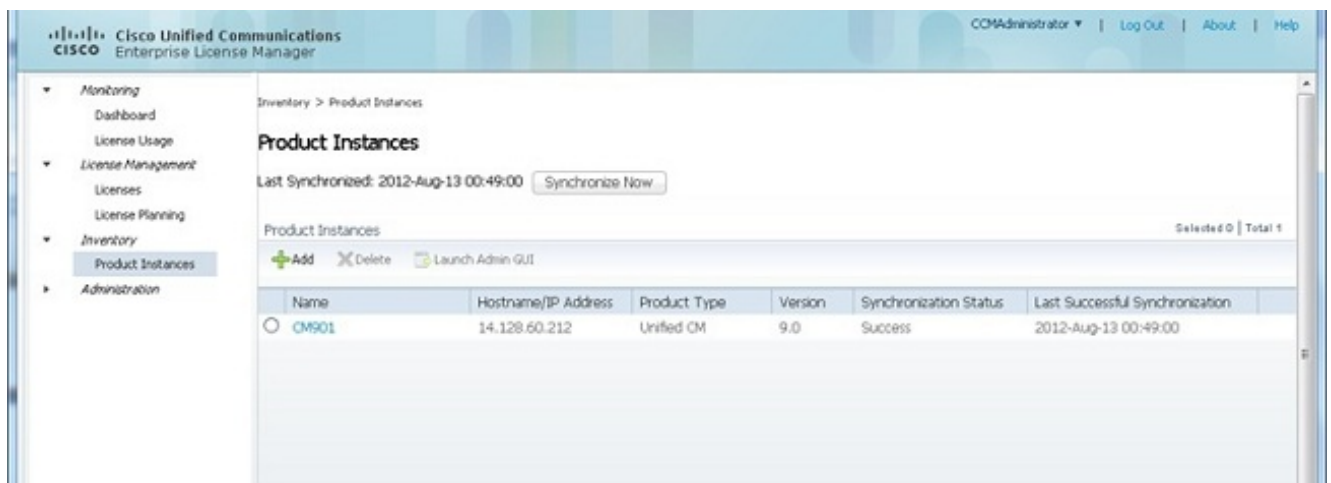 CCMAdministrator ▾ | Log Out | About | Help
CISCO Cisco Unified Communications
Enterprise License Manager
Monitoring
Dashboard
License Usage
License Management
Licenses
License Planning
Inventory
Product Instances
Administration
Inventory > Product Instances
Product Instances
Last Synchronized: 2012-Aug-13 00:49:00 Synchronize Now
Product Instances Selected 0 | Total 1
Add Delete Launch Admin GUI
Name Hostname/IP Address Product Type Version Synchronization Status Last Successful Synchronization
CM901 14.128.60.212 Unified CM 9.0 Success 2012-Aug-13 00:49:00